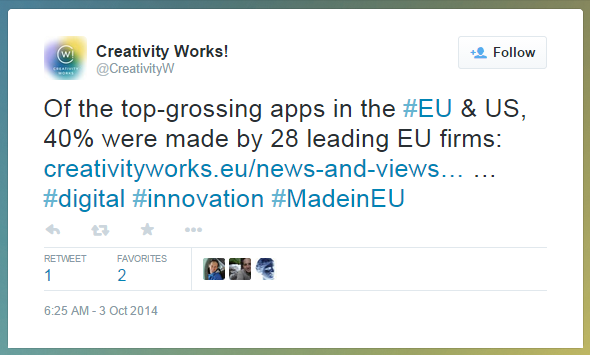 Creativity Works!
@CreativityW
Follow
Of the top-grossing apps in the #EU & US,
40% were made by 28 leading EU firms:
creativityworks.eu/news-and-views… …
#digital #innovation #MadeinEU
RETWEET FAVORITES
1 2
6:25 AM - 3 Oct 2014